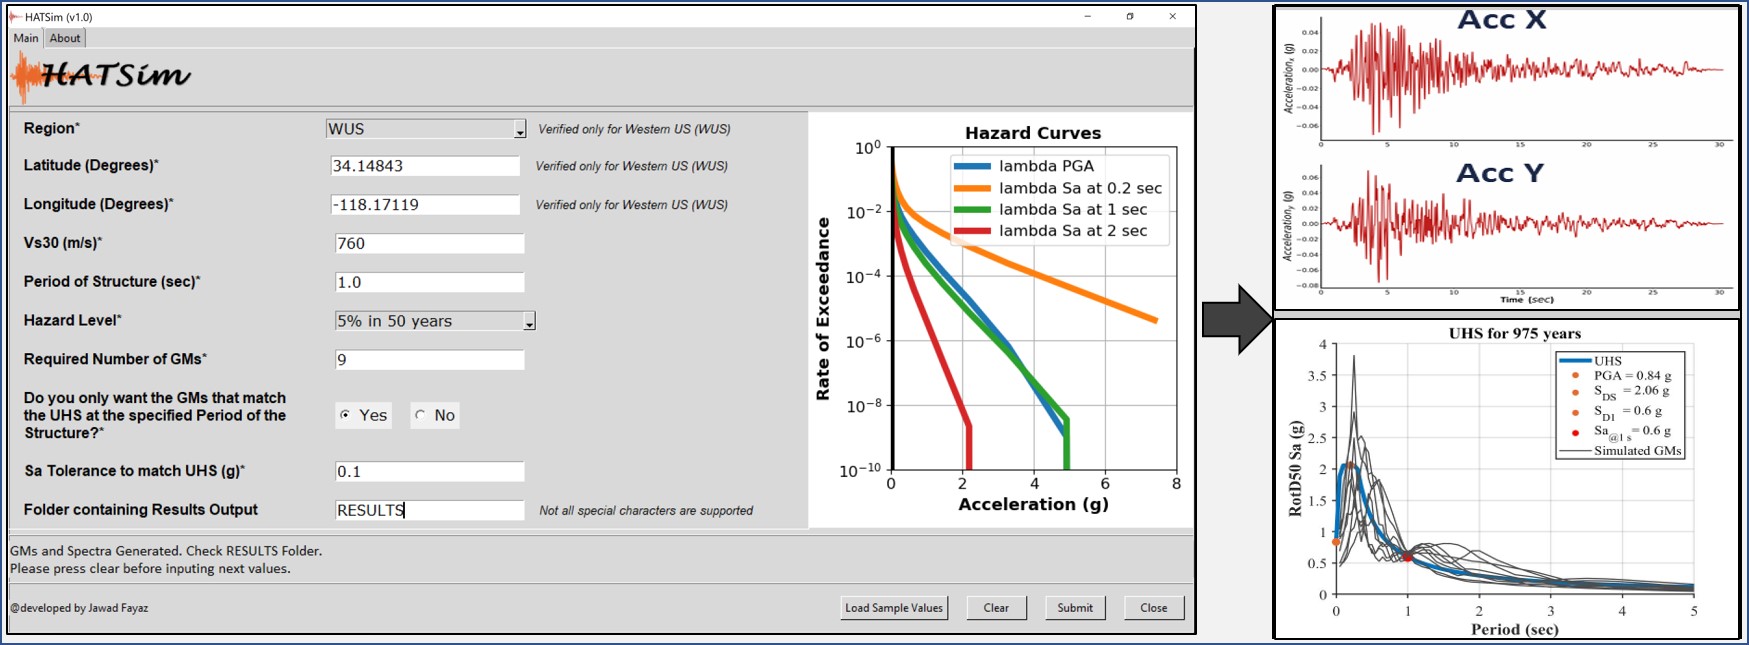 HATSim (v1.0)
Main About
HATSim
Region* WUS Verified only for Western US (WUS)
Latitude (Degrees)* 34.14843 Verified only for Western US (WUS)
Longitude (Degrees)* -118.17119 Verified only for Western US (WUS)
Vs30 (m/s)* 760
Period of Structure (sec)* 1.0
Hazard Level* 5% in 50 years
Required Number of GMs* 9
Do you only want the GMs that match
the UHS at the specified Period of the
Structure?*
Yes No
Sa Tolerance to match UHS (g)* 0.1
Folder containing Results Output RESULTS Not all special characters are supported
GMs and Spectra Generated. Check RESULTS Folder.
Please press clear before inputing next values.
@developed by Jawad Fayaz
Load Sample Values Clear Submit Close
Hazard Curves
lambda PGA
lambda Sa at 0.2 sec
lambda Sa at 1 sec
lambda Sa at 2 sec
Rate of Exceedance
10⁰
10⁻²
10⁻⁴
10⁻⁶
10⁻⁸
10⁻¹⁰
0 2 4 6 8
Acceleration (g)
Acc X
Accelerationₓ (g)
0.04
0.02
0.00
−0.02
−0.04
−0.06
0 5 10 15 20 25 30
Acc Y
Accelerationᵧ (g)
0.06
0.04
0.02
0.00
−0.02
−0.04
−0.06
−0.08
0 5 10 15 20 25 30
Time (sec)
UHS for 975 years
UHS
PGA = 0.84 g
S_DS = 2.06 g
S_D1 = 0.6 g
Sa_@1 s = 0.6 g
Simulated GMs
RotD50 Sa (g)
4
3.5
3
2.5
2
1.5
1
0.5
0
0 1 2 3 4 5
Period (sec)